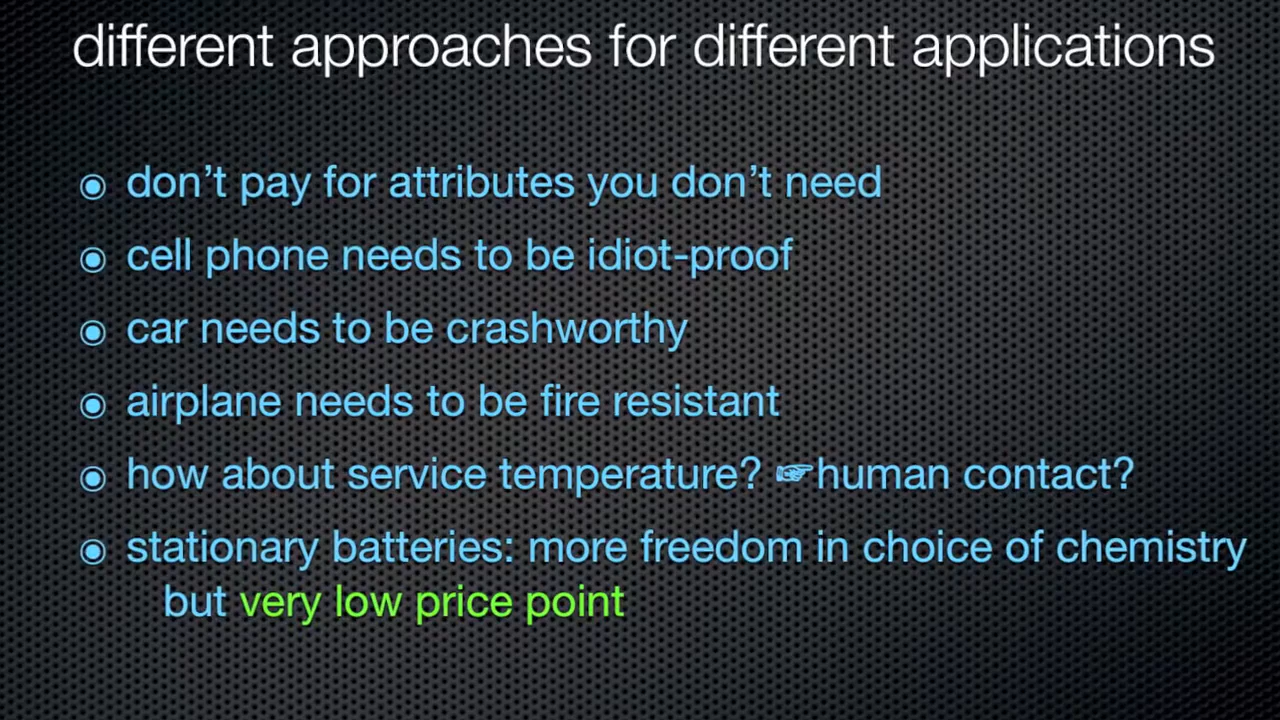 different approaches for different applications
◉ don't pay for attributes you don't need
◉ cell phone needs to be idiot-proof
◉ car needs to be crashworthy
◉ airplane needs to be fire resistant
◉ how about service temperature? ☞human contact?
◉ stationary batteries: more freedom in choice of chemistry
but very low price point